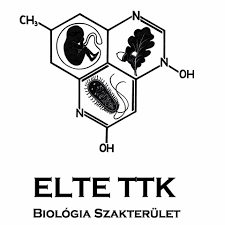 CH₃
N
N
OH
N
OH
ELTE TTK
BIOLÓGIA SZAKTERÜLET